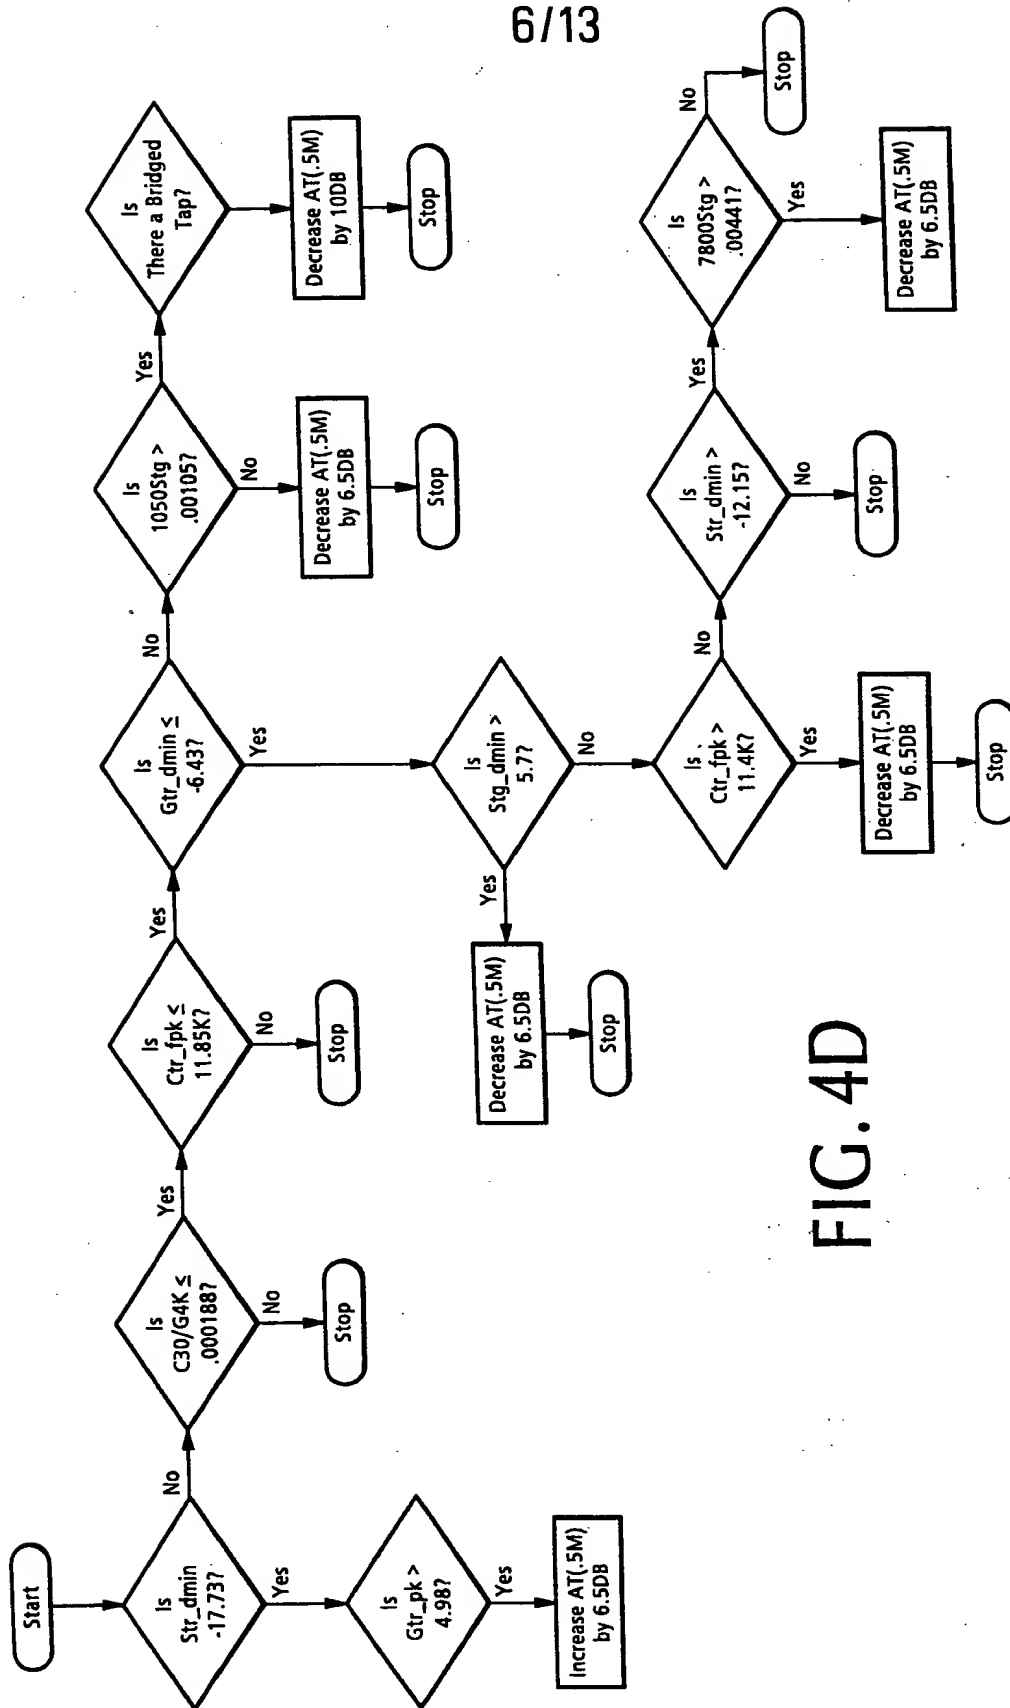 6/13
Start
Is
Str_dmin
-17.73?
No
Yes
Is
Gtr_pk >
4.98?
Yes
Increase AT(.5M)
by 6.5DB
Is
C30/G4K ≤
.000188?
Yes
No
Stop
Is
Ctr_fpk ≤
11.85K?
Yes
No
Stop
Is
Gtr_dmin ≤
-6.43?
No
Yes
Is
1050Stg >
.00105?
Yes
No
Decrease AT(.5M)
by 6.5DB
Stop
Is
There a Bridged
Tap?
Decrease AT(.5M)
by 10DB
Stop
Is
Stg_dmin >
5.7?
Yes
No
Decrease AT(.5M)
by 6.5DB
Stop
Is
Ctr_fpk >
11.4K?
No
Yes
Decrease AT(.5M)
by 6.5DB
Stop
Is
Str_dmin >
-12.15?
Yes
No
Stop
Is
7800Stg >
.00441?
No
Stop
Yes
Decrease AT(.5M)
by 6.5DB
FIG. 4D